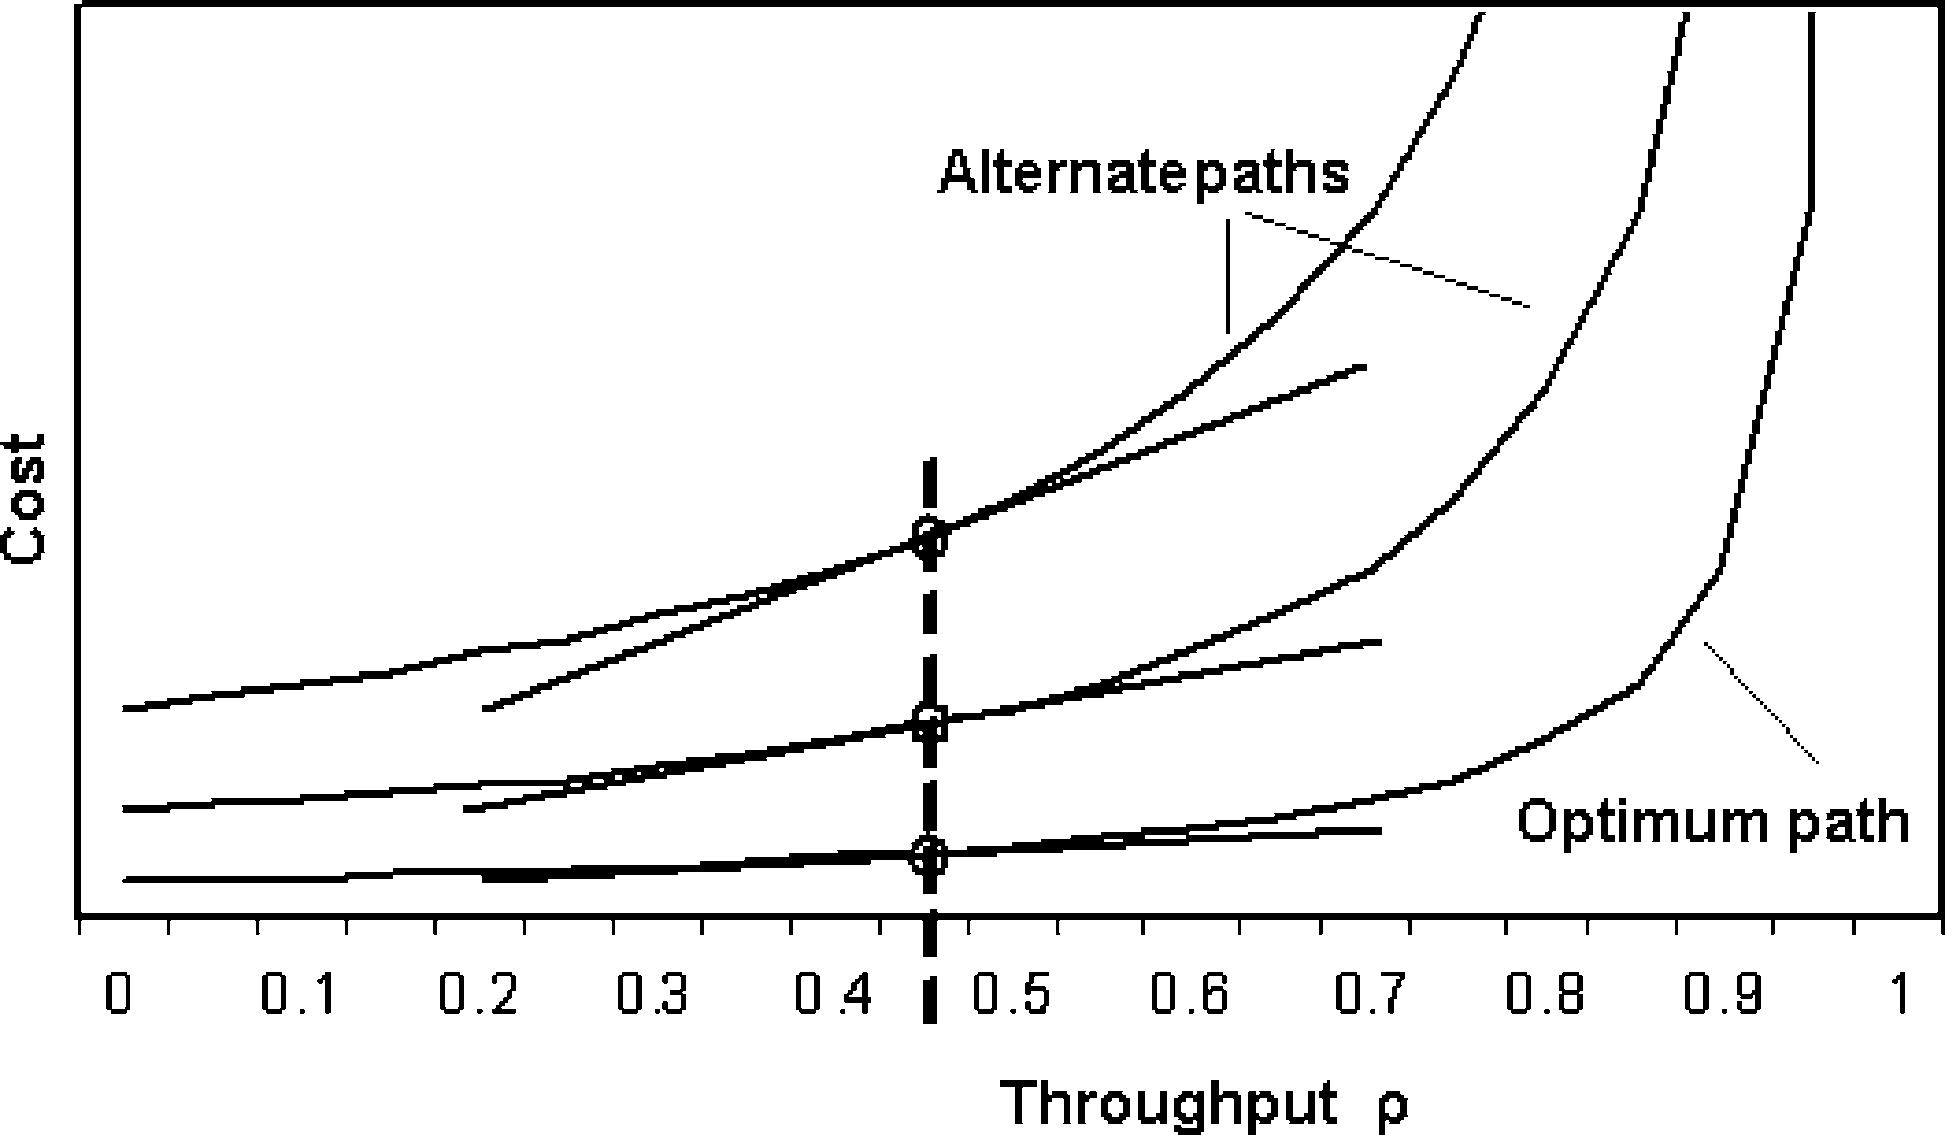 Alternate paths
Cost
Optimum path
0 0.1 0.2 0.3 0.4 0.5 0.6 0.7 0.8 0.9 1
Throughput ρ